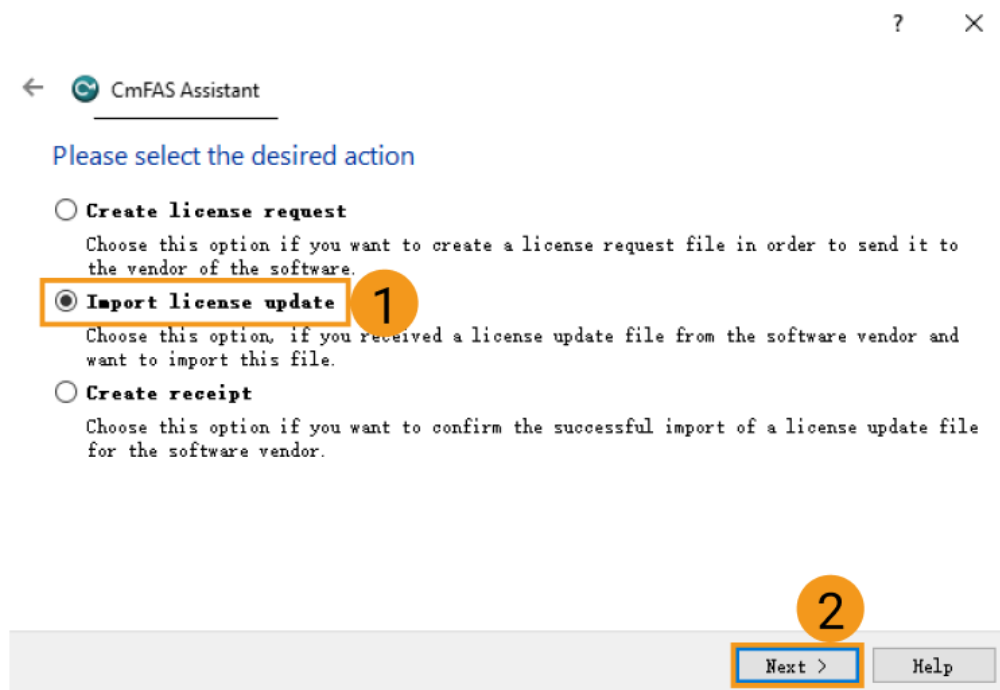 ?
CmFAS Assistant
Please select the desired action
Create license request
Choose this option if you want to create a license request file in order to send it to
the vendor of the software.
Import license update
1
Choose this option, if you received a license update file from the software vendor and
want to import this file.
Create receipt
Choose this option if you want to confirm the successful import of a license update file
for the software vendor.
2
Next >
Help